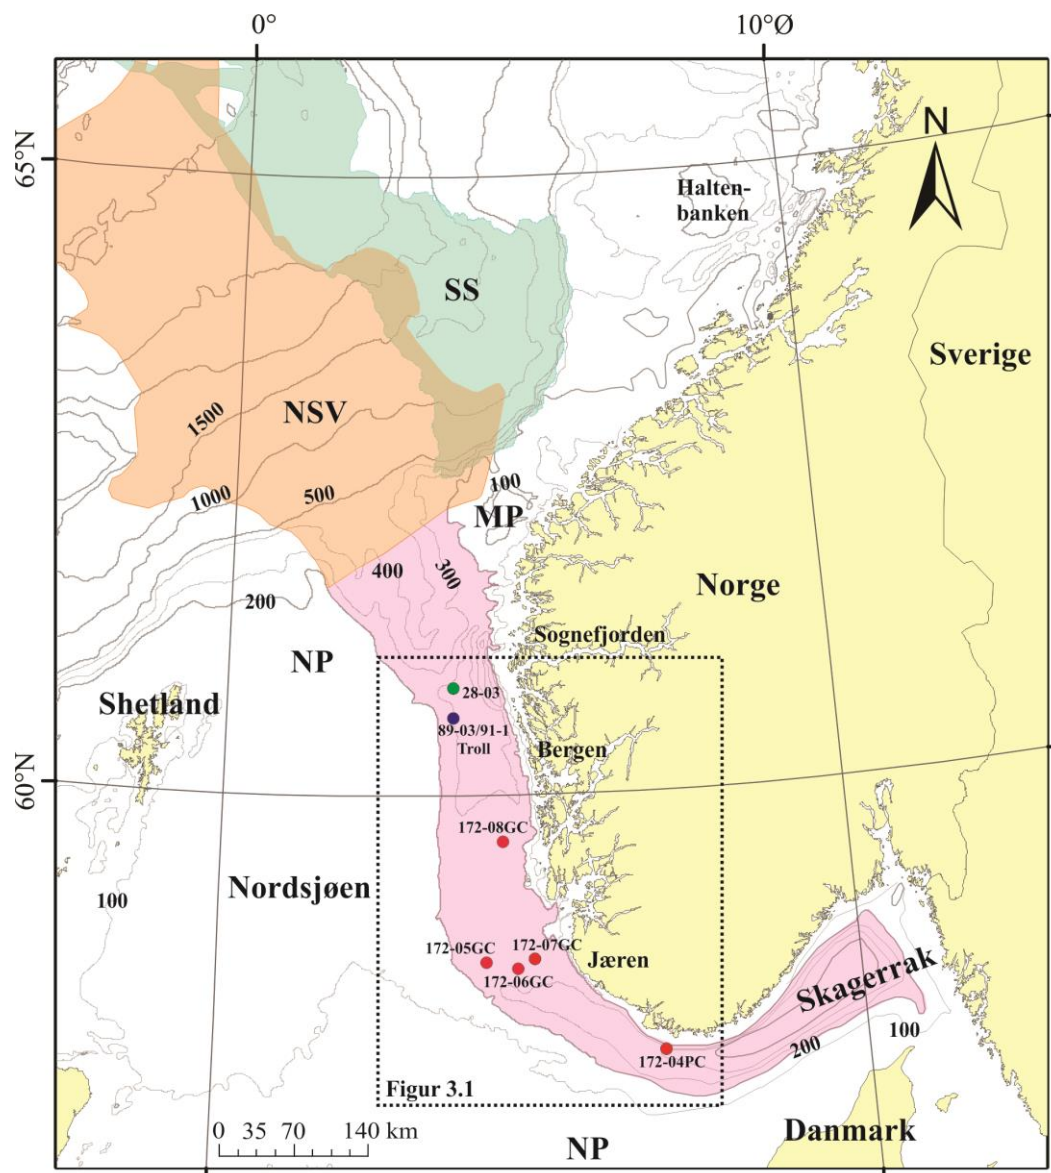 0°
10°Ø
65°N
N
Halten-
banken
SS
Sverige
NSV
1500
1000
500
100
MP
400
300
200
Norge
Sognefjorden
NP
Shetland
28-03
89-03/91-1
Troll
Bergen
60°N
172-08GC
Nordsjøen
100
172-05GC
172-07GC
172-06GC
Jæren
Skagerrak
100
200
172-04PC
Figur 3.1
0 35 70 140 km
NP
Danmark